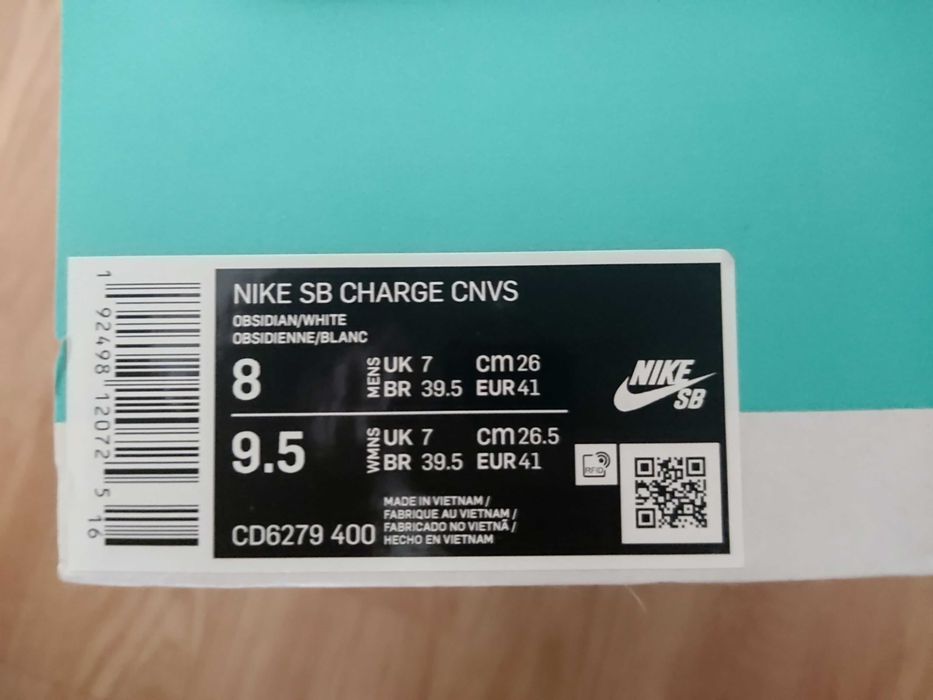 NIKE SB CHARGE CNVS
OBSIDIAN/WHITE
OBSIDIENNE/BLANC
8 MENS UK 7 cm 26
BR 39.5 EUR 41
9.5 WMNS UK 7 cm 26.5
BR 39.5 EUR 41
MADE IN VIETNAM /
FABRIQUE AU VIETNAM /
FABRICADO NO VIETNÃ /
HECHO EN VIETNAM
CD6279 400
NIKE
SB
RFID
1 92498 12072 5 16